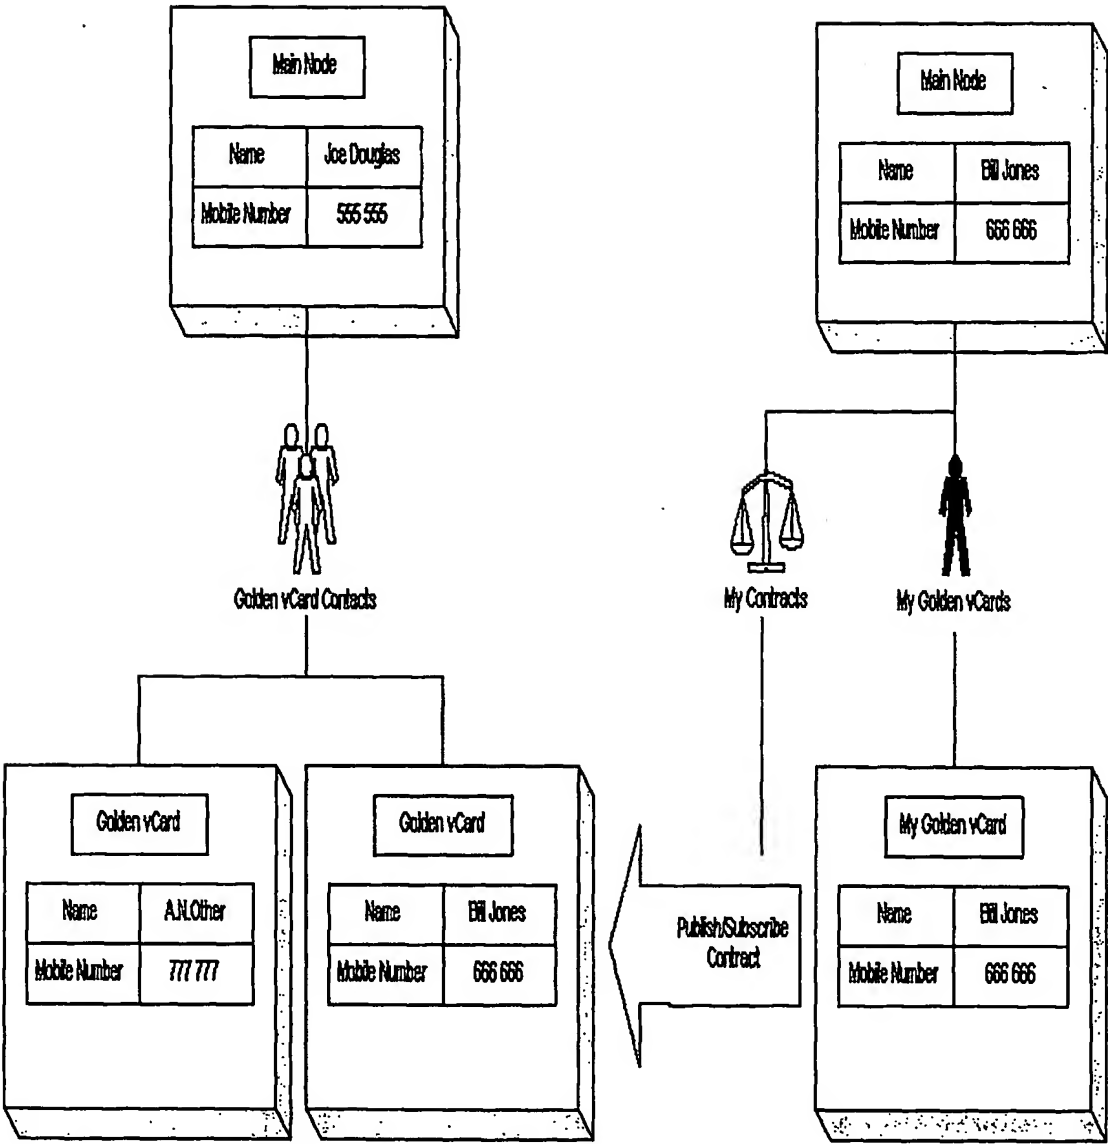 Main Node
Name Joe Douglas
Mobile Number 555 555
Main Node
Name Bill Jones
Mobile Number 666 666
Golden vCard Contacts
My Contracts
My Golden vCards
Golden vCard
Name A.N.Other
Mobile Number 777 777
Golden vCard
Name Bill Jones
Mobile Number 666 666
Publish/Subscribe
Contract
My Golden vCard
Name Bill Jones
Mobile Number 666 666